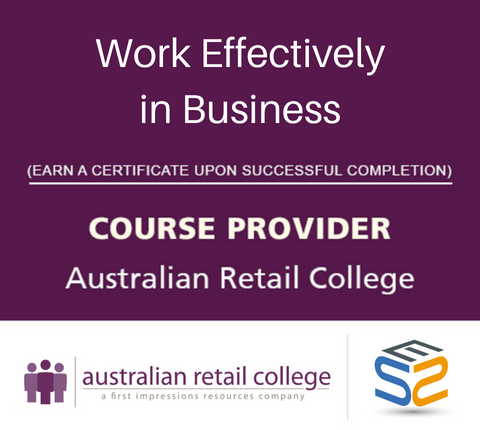 Work Effectively
in Business
(EARN A CERTIFICATE UPON SUCCESSFUL COMPLETION)
COURSE PROVIDER
Australian Retail College
australian retail college
a first impressions resources company
SES